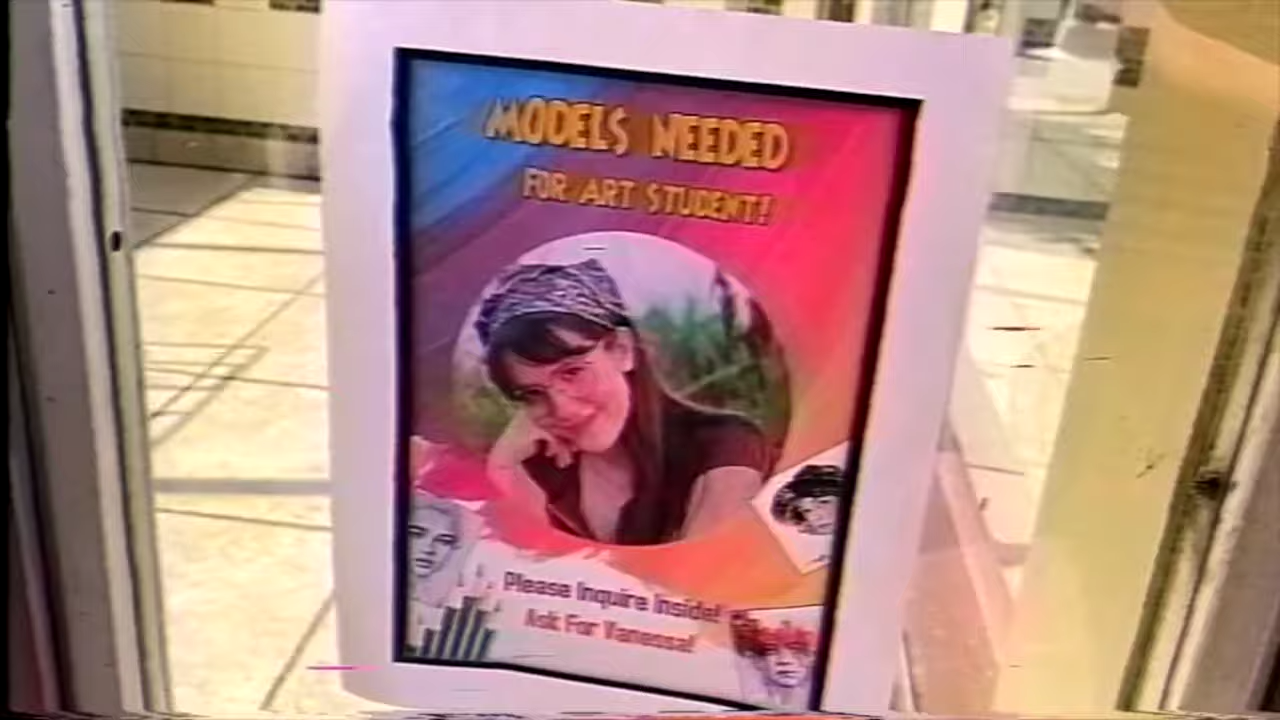 MODELS NEEDED
FOR ART STUDENT!
Please Inquire Inside!
Ask For Vanessa!